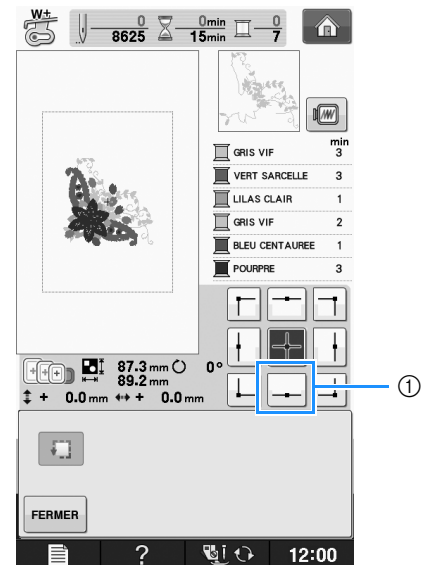 W+
0 0min 0
8625 15min 7
min
GRIS VIF 3
VERT SARCELLE 3
LILAS CLAIR 1
GRIS VIF 2
BLEU CENTAUREE 1
POURPRE 3
87.3 mm 0°
89.2 mm
+ 0.0 mm + 0.0 mm
①
FERMER
? 12:00